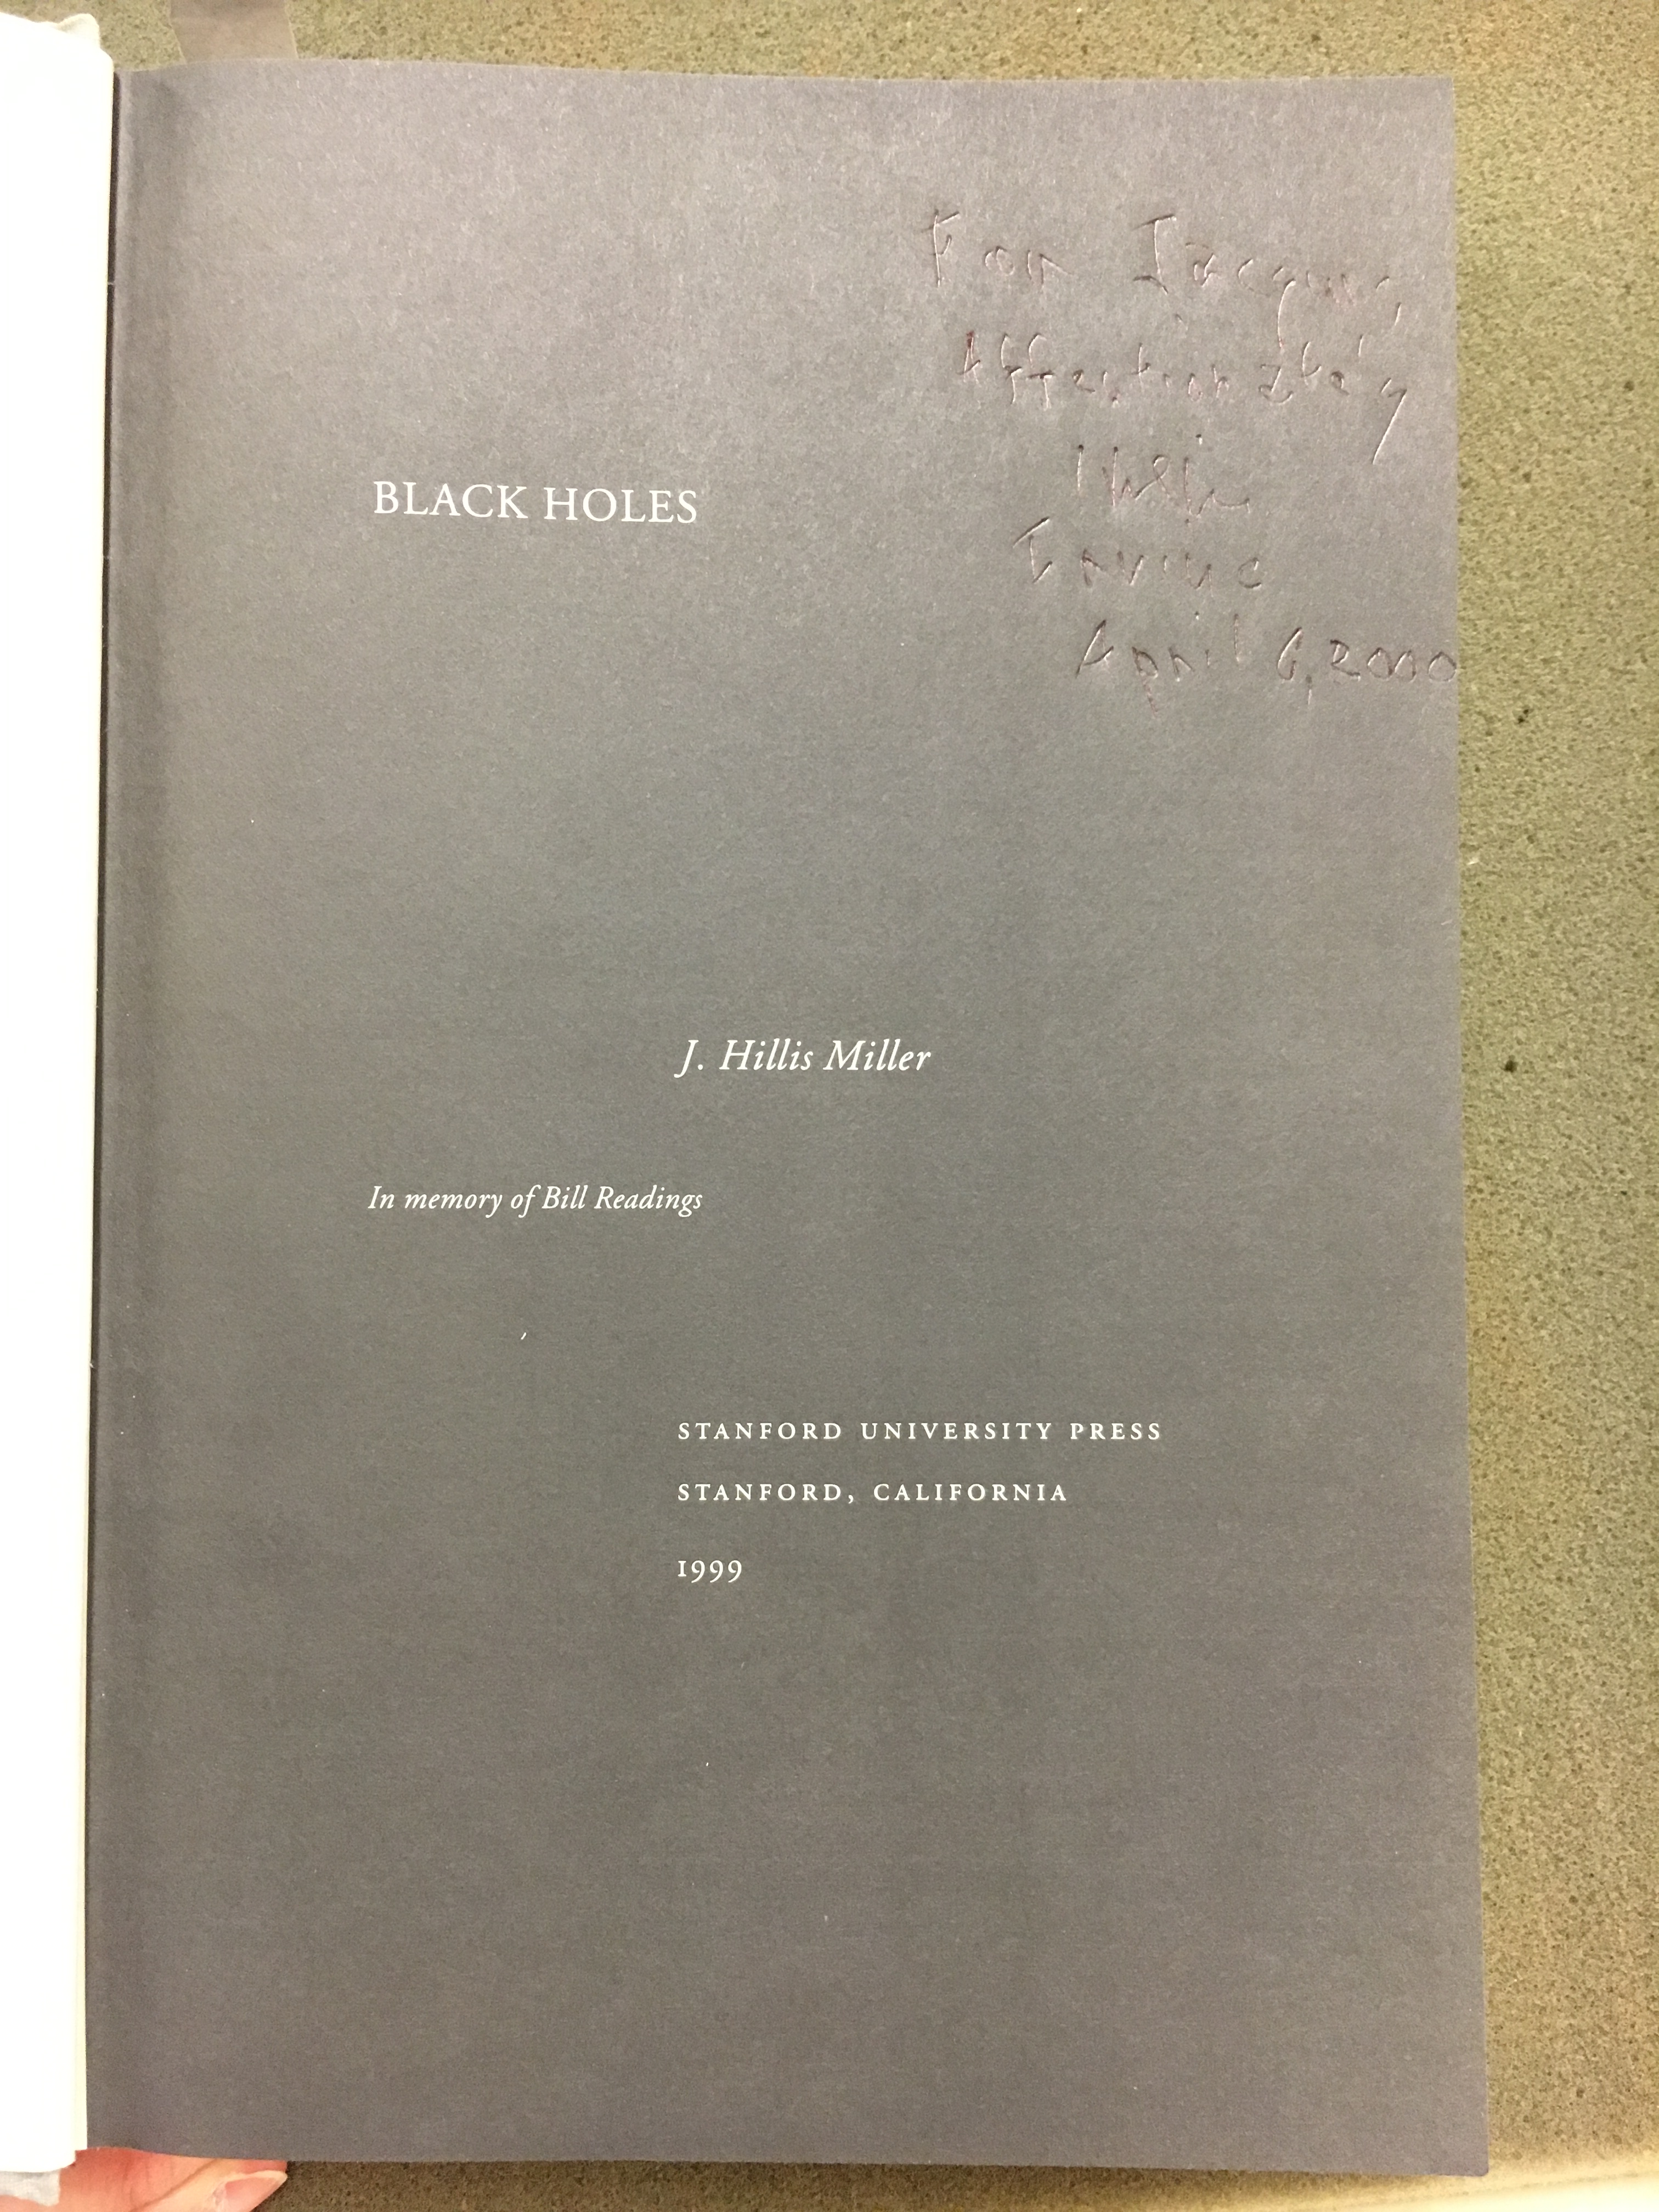 For Jacques,
Affectionately
Hillis
Irvine
April 6, 2000
BLACK HOLES
J. Hillis Miller
In memory of Bill Readings
STANFORD UNIVERSITY PRESS
STANFORD, CALIFORNIA
1999